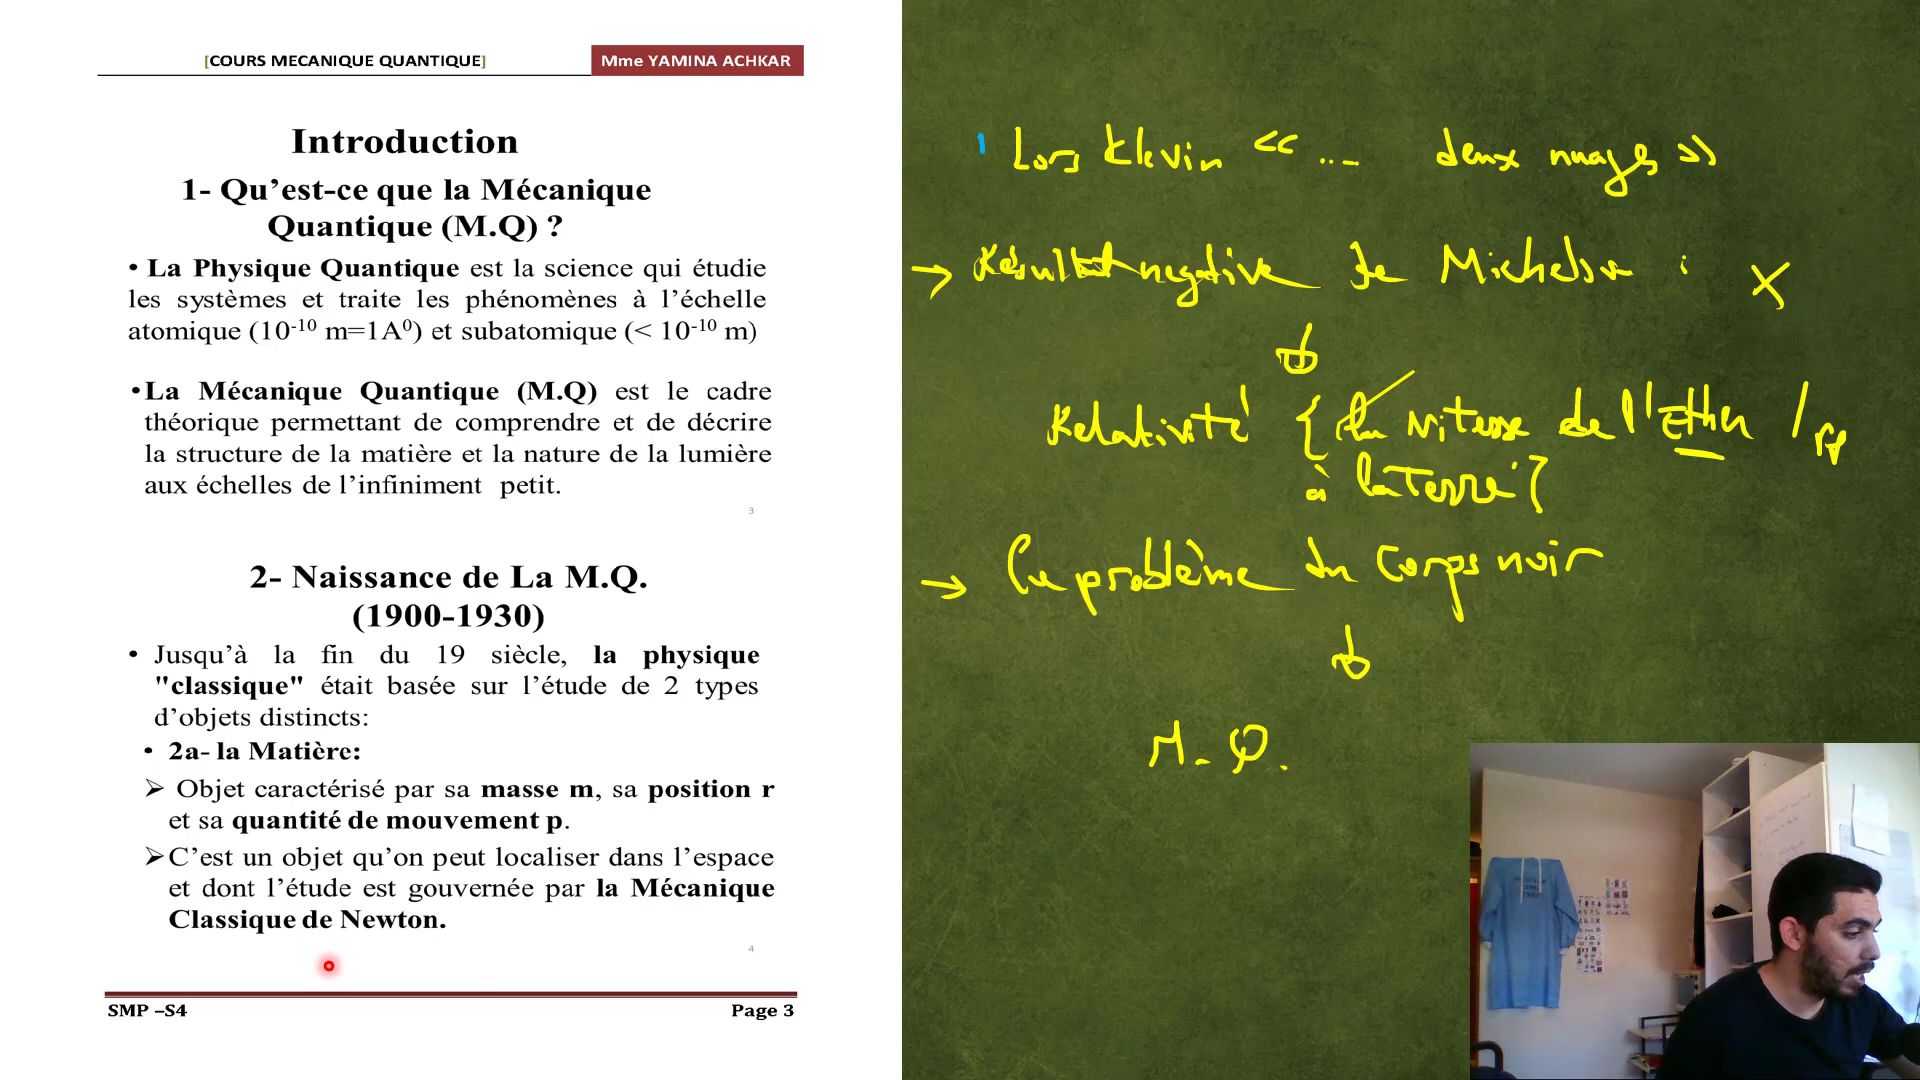 [COURS MECANIQUE QUANTIQUE]
Mme YAMINA ACHKAR
Introduction
1- Qu'est-ce que la Mécanique
Quantique (M.Q) ?
• La Physique Quantique est la science qui étudie
les systèmes et traite les phénomènes à l'échelle
atomique (10⁻¹⁰ m=1A⁰) et subatomique (< 10⁻¹⁰ m)
•La Mécanique Quantique (M.Q) est le cadre
théorique permettant de comprendre et de décrire
la structure de la matière et la nature de la lumière
aux échelles de l'infiniment petit.
3
2- Naissance de La M.Q.
(1900-1930)
• Jusqu'à la fin du 19 siècle, la physique
"classique" était basée sur l'étude de 2 types
d'objets distincts:
• 2a- la Matière:
➢ Objet caractérisé par sa masse m, sa position r
et sa quantité de mouvement p.
➢C'est un objet qu'on peut localiser dans l'espace
et dont l'étude est gouvernée par la Mécanique
Classique de Newton.
4
SMP –S4
Page 3
Lors Klevin << ... deux nuages >>
→ Résultat negative de Michelson : X
Relativité { la vitesse de l'Ether / rp
à la Terre }
→ Le problème du Corps noir
M.Q.